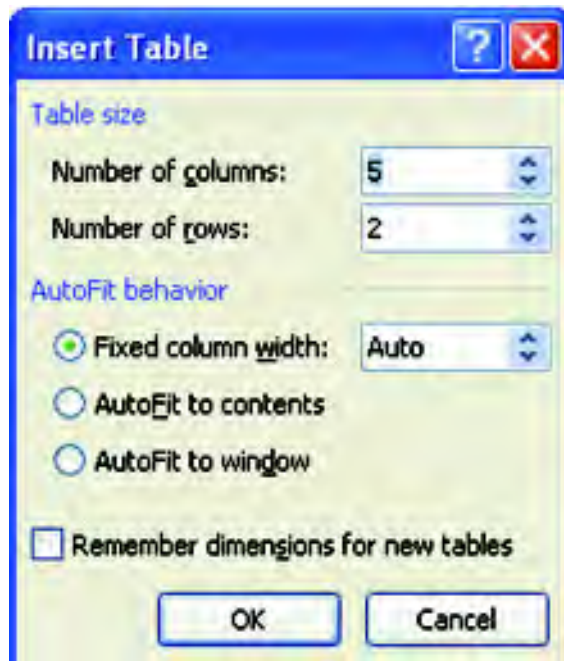 Insert Table
Table size
Number of columns: 5
Number of rows: 2
AutoFit behavior
Fixed column width: Auto
AutoFit to contents
AutoFit to window
Remember dimensions for new tables
OK Cancel